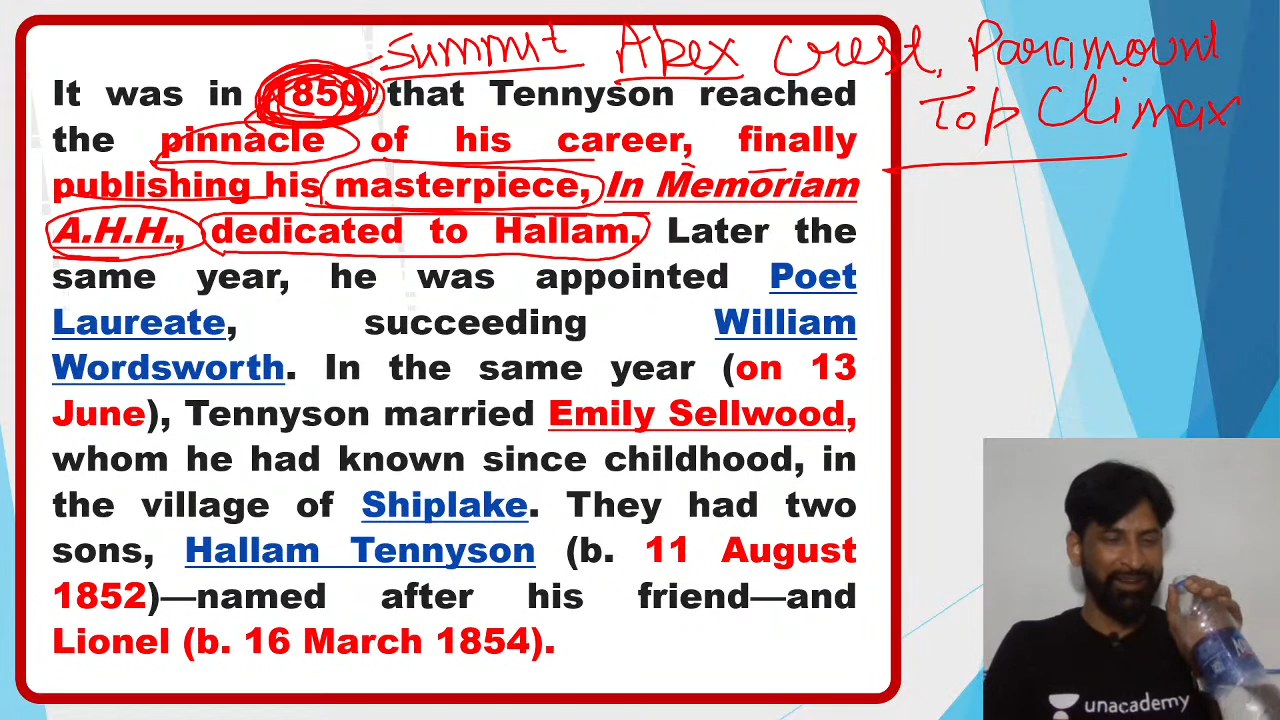 Summit Apex Crest, Paramount
Top Climax
It was in 1850 that Tennyson reached
the pinnacle of his career, finally
publishing his masterpiece, In Memoriam
A.H.H., dedicated to Hallam. Later the
same year, he was appointed Poet
Laureate, succeeding William
Wordsworth. In the same year (on 13
June), Tennyson married Emily Sellwood,
whom he had known since childhood, in
the village of Shiplake. They had two
sons, Hallam Tennyson (b. 11 August
1852)—named after his friend—and
Lionel (b. 16 March 1854).
unacademy